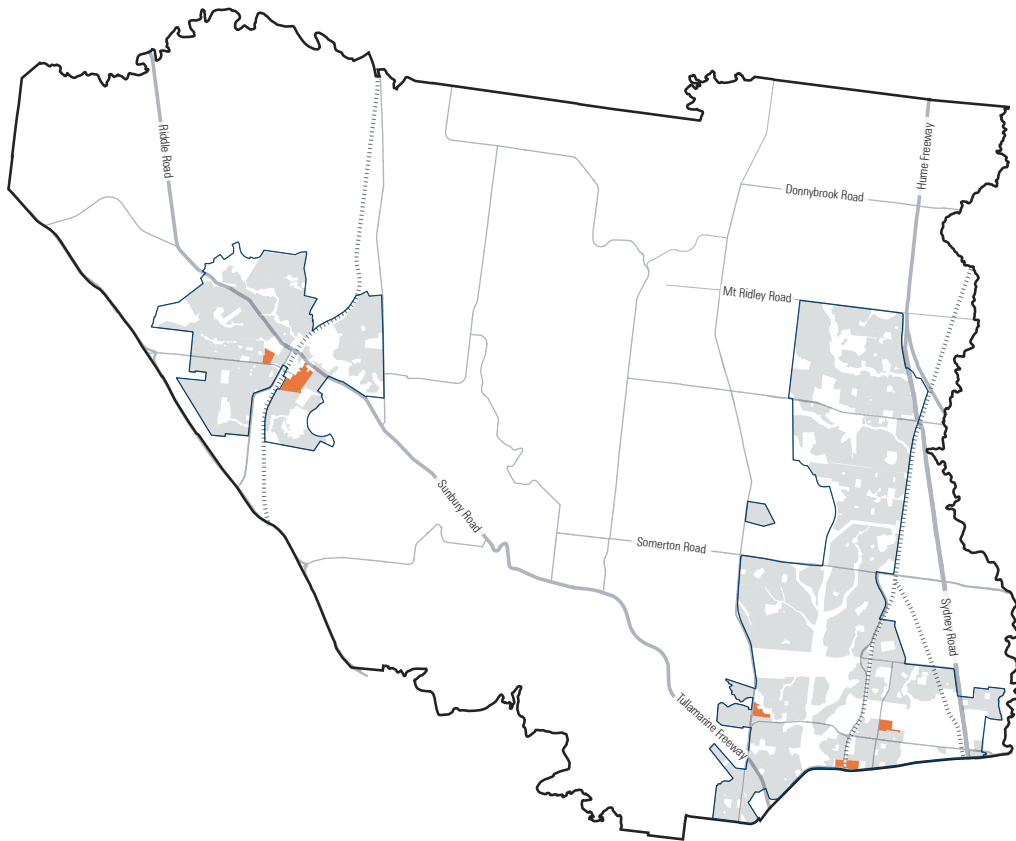 Riddle Road
Hume Freeway
Donnybrook Road
Mt Ridley Road
Sunbury Road
Somerton Road
Sydney Road
Tullamarine Freeway